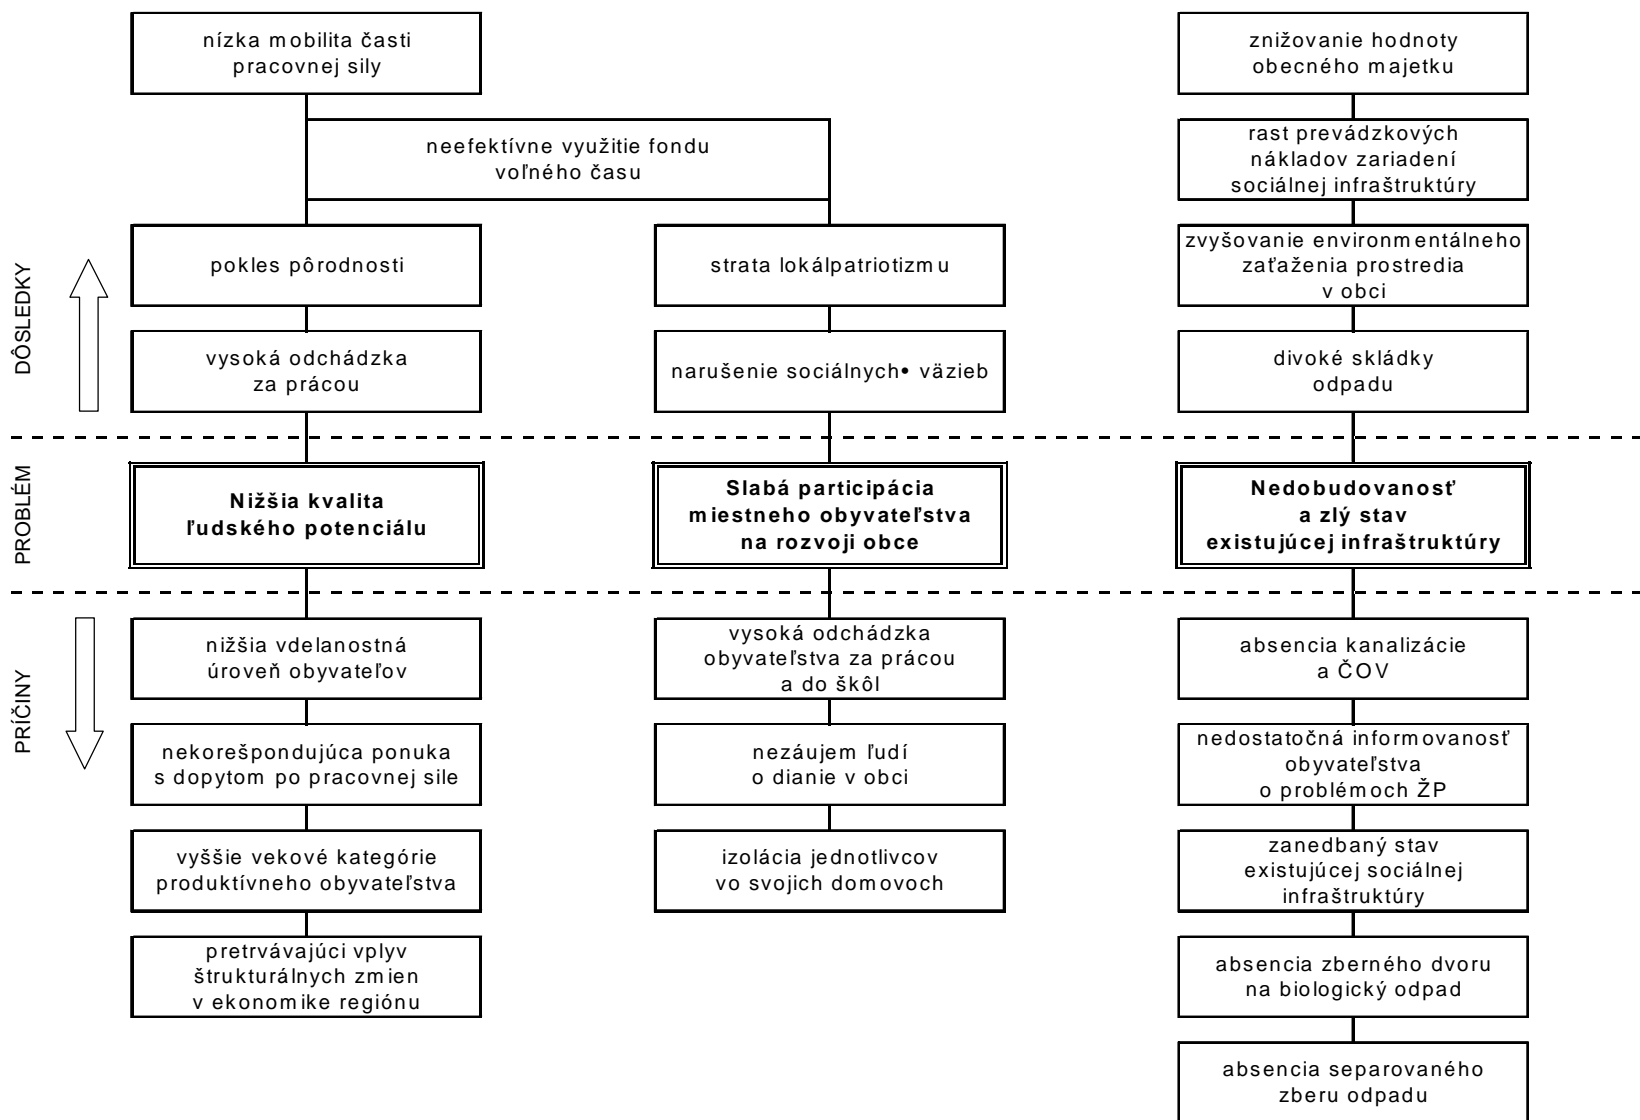 nízka mobilita časti
pracovnej sily
znižovanie hodnoty
obecného majetku
neefektívne využitie fondu
voľného času
rast prevádzkových
nákladov zariadení
sociálnej infraštruktúry
DÔSLEDKY
pokles pôrodnosti
strata lokálpatriotizmu
zvyšovanie environmentálneho
zaťaženia prostredia
v obci
vysoká odchádzka
za prácou
narušenie sociálnych• väzieb
divoké skládky
odpadu
PROBLÉM
Nižšia kvalita
ľudského potenciálu
Slabá participácia
miestneho obyvateľstva
na rozvoji obce
Nedobudovanosť
a zlý stav
existujúcej infraštruktúry
PRÍČINY
nižšia vdelanostná
úroveň obyvateľov
vysoká odchádzka
obyvateľstva za prácou
a do škôl
absencia kanalizácie
a ČOV
nekorešpondujúca ponuka
s dopytom po pracovnej sile
nezáujem ľudí
o dianie v obci
nedostatočná informovanosť
obyvateľstva
o problémoch ŽP
vyššie vekové kategórie
produktívneho obyvateľstva
izolácia jednotlivcov
vo svojich domovoch
zanedbaný stav
existujúcej sociálnej
infraštruktúry
pretrvávajúci vplyv
štrukturálnych zmien
v ekonomike regiónu
absencia zberného dvoru
na biologický odpad
absencia separovaného
zberu odpadu